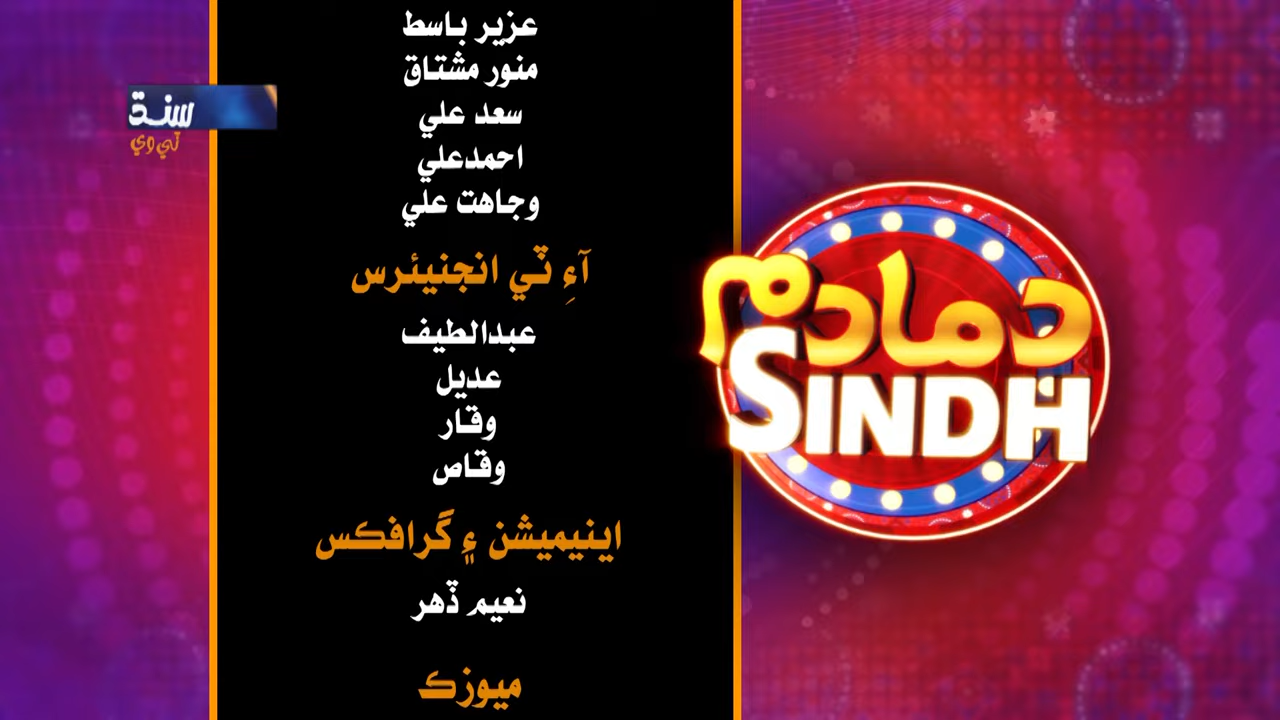 عزير باسط
منور مشتاق
سعد علي
احمدعلي
وجاهت علي
آءِ ٽي انجنيئرس
عبدالطيف
عديل
وقار
وقاص
اينيميشن ۽ گرافڪس
نعيم ڏهر
ميوزڪ
سنڌ
ٽي وي
دمادم
SINDH